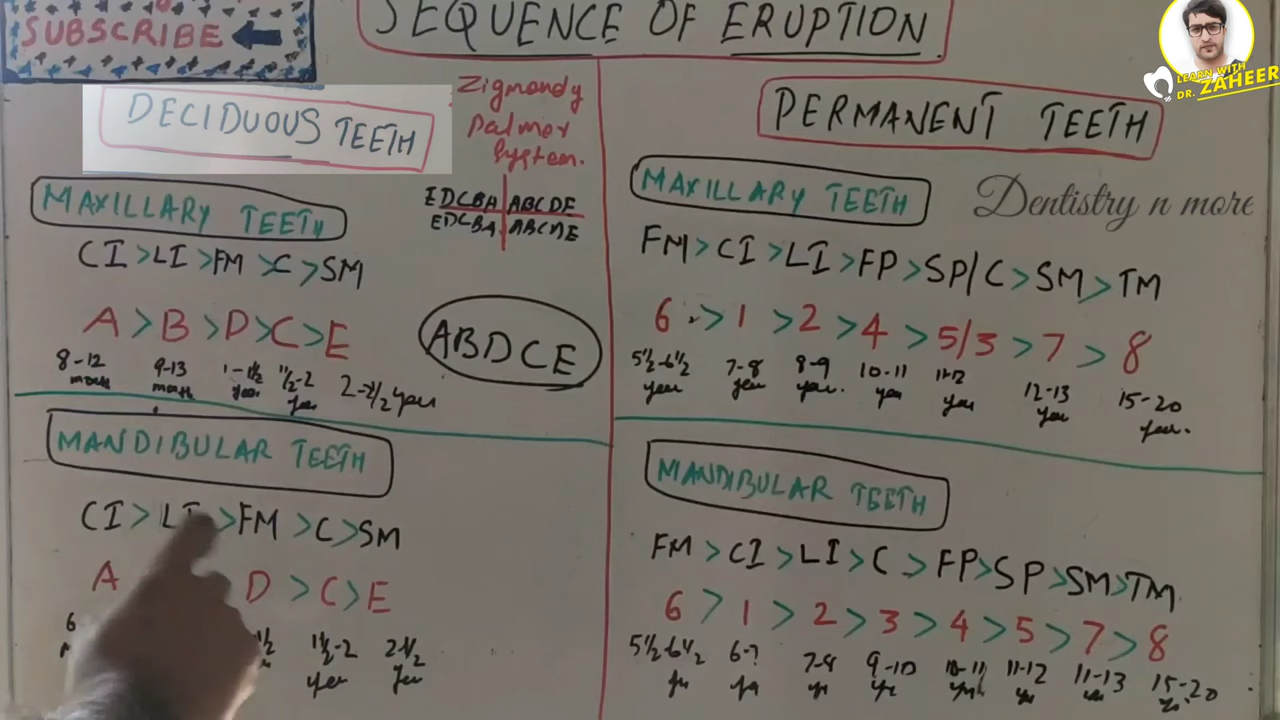 SUBSCRIBE
SEQUENCE OF ERUPTION
LEARN WITH
DR. ZAHEER
DECIDUOUS TEETH
Zigmondy
Palmer
System.
EDCBA ABCDE
EDCBA ABCDE
MAXILLARY TEETH
CI > LI > FM > C > SM
A > B > D > C > E
8-12 month
9-13 month
1-1½ year
1½-2 year
2-2½ year
ABDCE
MANDIBULAR TEETH
CI > LI > FM > C > SM
A D > C > E
6
1½-2 year
PERMANENT TEETH
MAXILLARY TEETH
Dentistry n more
FM > CI > LI > FP > SP/C > SM > TM
6 > 1 > 2 > 4 > 5/3 > 7 > 8
5½-6½ year
7-8 year
8-9 year.
10-11 year
11-12 year
12-13 year
15-20 year.
MANDIBULAR TEETH
FM > CI > LI > C > FP > SP > SM > TM
6 > 1 > 2 > 3 > 4 > 5 > 7 > 8
5½-6½ yr
6-7 yr
7-8 yr
9-10 yr
10-11
11-12 yr
11-13
15-20